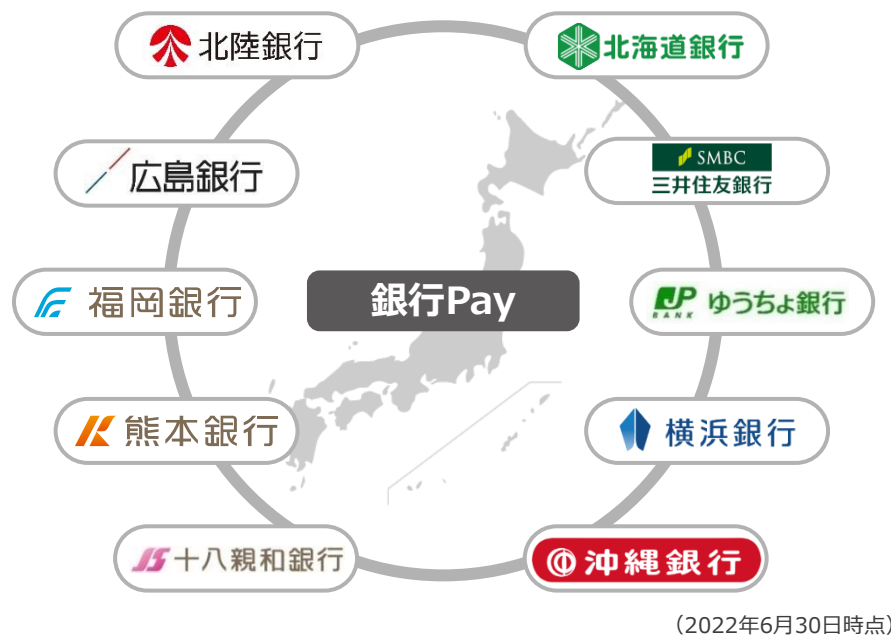 北陸銀行
北海道銀行
広島銀行
SMBC
三井住友銀行
福岡銀行
銀行Pay
JP
BANK
ゆうちょ銀行
熊本銀行
横浜銀行
十八親和銀行
沖縄銀行
（2022年6月30日時点）